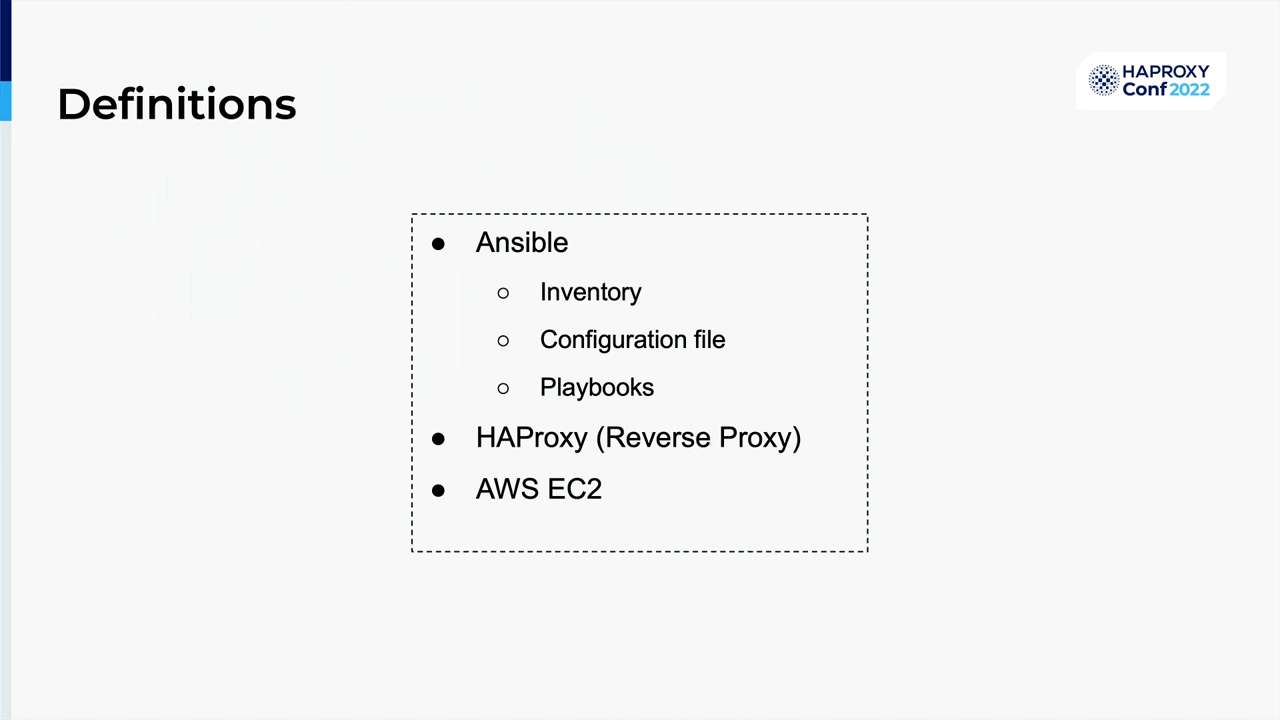 HAPROXY
Conf 2022
Definitions
● Ansible
○ Inventory
○ Configuration file
○ Playbooks
● HAProxy (Reverse Proxy)
● AWS EC2